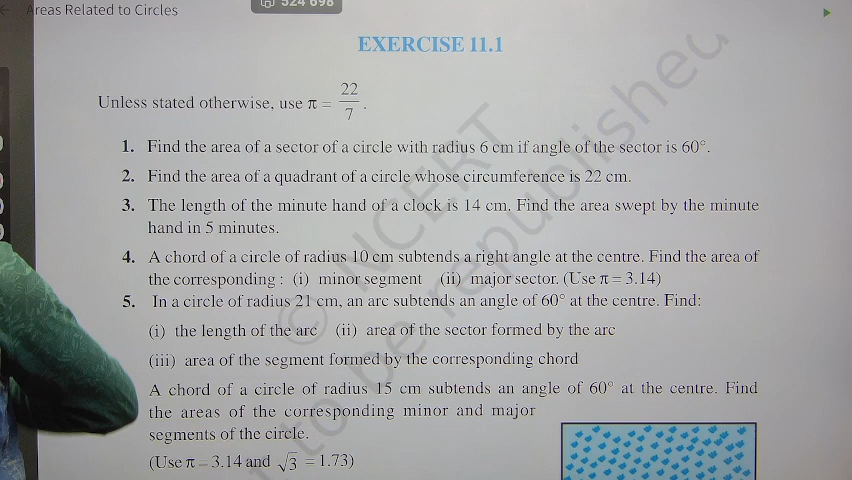 Areas Related to Circles
524 698
EXERCISE 11.1
Unless stated otherwise, use π = 22/7 .
1. Find the area of a sector of a circle with radius 6 cm if angle of the sector is 60°.
2. Find the area of a quadrant of a circle whose circumference is 22 cm.
3. The length of the minute hand of a clock is 14 cm. Find the area swept by the minute
hand in 5 minutes.
4. A chord of a circle of radius 10 cm subtends a right angle at the centre. Find the area of
the corresponding : (i) minor segment (ii) major sector. (Use π = 3.14)
5. In a circle of radius 21 cm, an arc subtends an angle of 60° at the centre. Find:
(i) the length of the arc (ii) area of the sector formed by the arc
(iii) area of the segment formed by the corresponding chord
A chord of a circle of radius 15 cm subtends an angle of 60° at the centre. Find
the areas of the corresponding minor and major
segments of the circle.
(Use π = 3.14 and √3 = 1.73)
© NCERT
to be republished